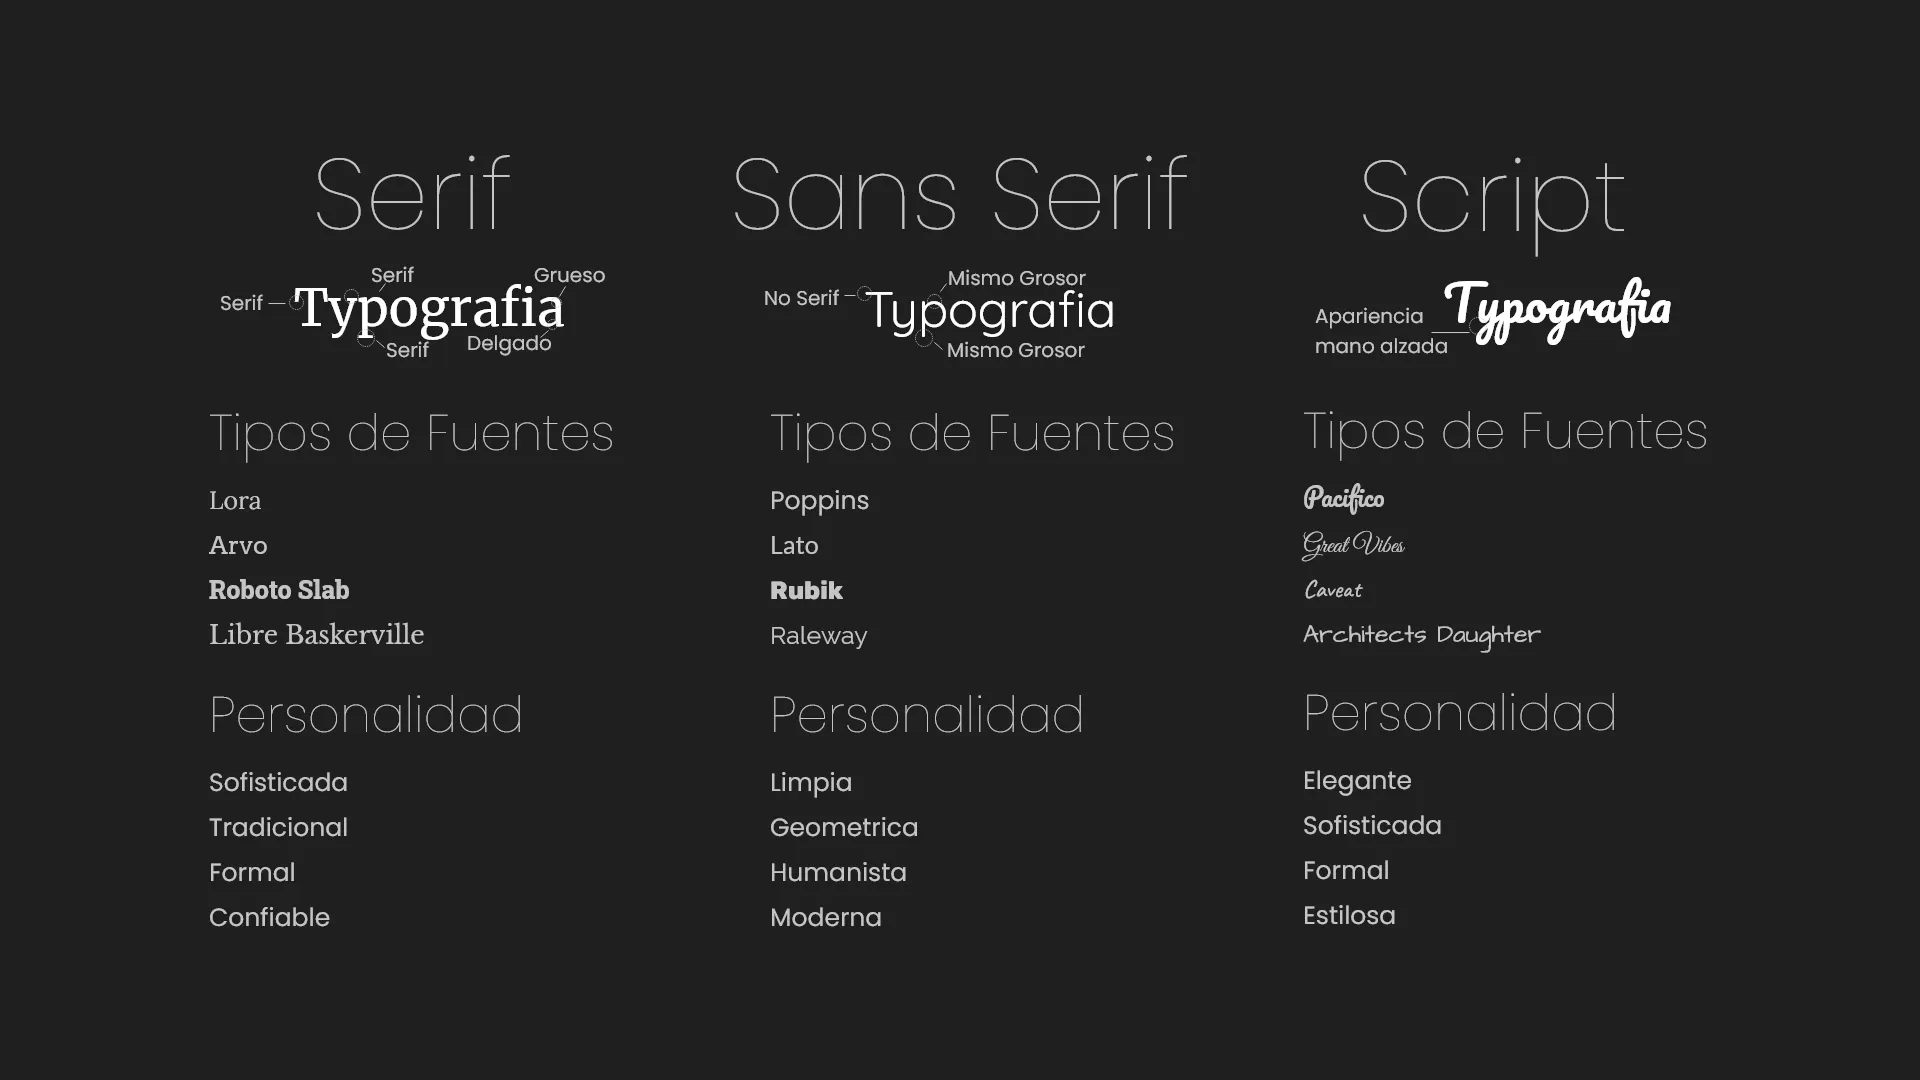 Serif
Serif
Serif
Grueso
Typografia
Serif
Delgado
Tipos de Fuentes
Lora
Arvo
Roboto Slab
Libre Baskerville
Personalidad
Sofisticada
Tradicional
Formal
Confiable
Sans Serif
No Serif
Mismo Grosor
Typografia
Mismo Grosor
Tipos de Fuentes
Poppins
Lato
Rubik
Raleway
Personalidad
Limpia
Geometrica
Humanista
Moderna
Script
Typografia
Apariencia
mano alzada
Tipos de Fuentes
Pacifico
Great Vibes
Caveat
Architects Daughter
Personalidad
Elegante
Sofisticada
Formal
Estilosa